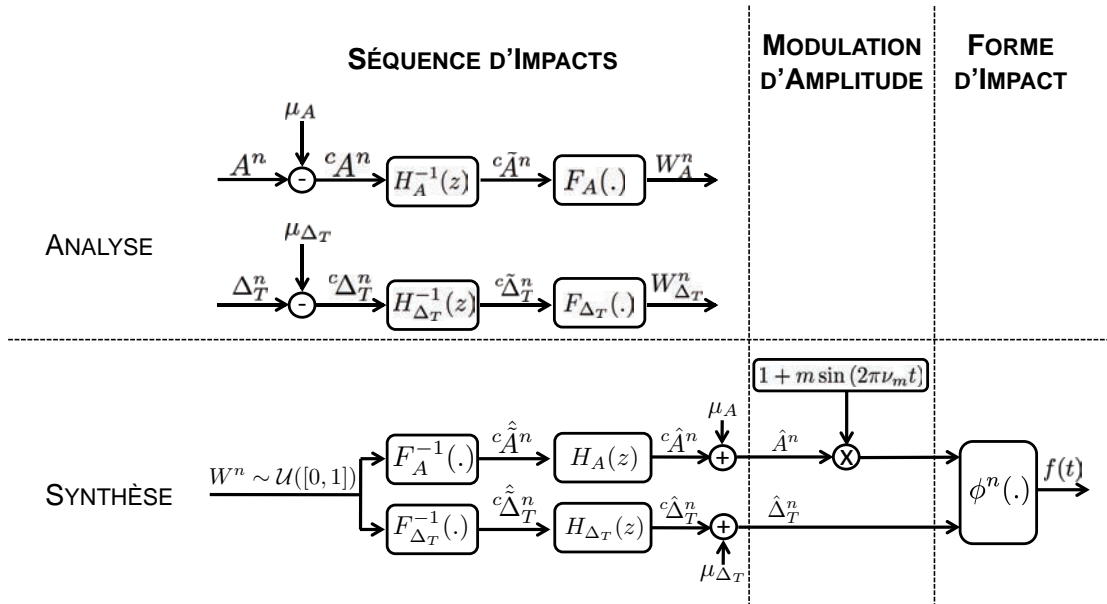 SÉQUENCE D'IMPACTS
MODULATION
D'AMPLITUDE
FORME
D'IMPACT
μ_A
A^n
-
^cA^n
H_A^{-1}(z)
^c\tilde{A}^n
F_A(.)
W_A^n
ANALYSE
μ_{Δ_T}
Δ_T^n
-
^cΔ_T^n
H_{Δ_T}^{-1}(z)
^c\tilde{Δ}_T^n
F_{Δ_T}(.)
W_{Δ_T}^n
1 + m sin (2πν_m t)
SYNTHÈSE
W^n ∼ U([0, 1])
F_A^{-1}(.)
^c\hat{\tilde{A}}^n
H_A(z)
^c\hat{A}^n
μ_A
+
\hat{A}^n
X
F_{Δ_T}^{-1}(.)
^c\hat{\tilde{Δ}}_T^n
H_{Δ_T}(z)
^c\hat{Δ}_T^n
+
μ_{Δ_T}
\hat{Δ}_T^n
φ^n(.)
f(t)